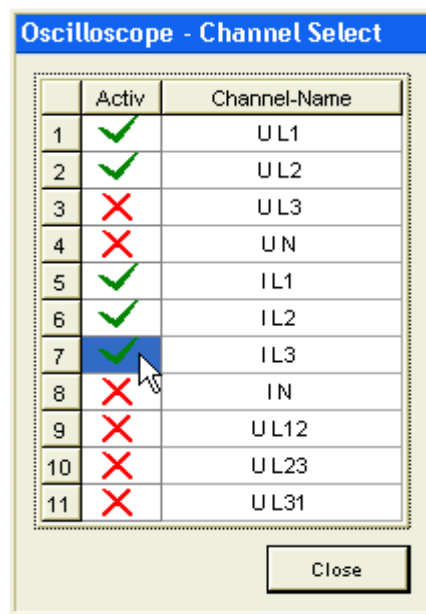 Oscilloscope - Channel Select
Activ Channel-Name
1 U L1
2 U L2
3 U L3
4 U N
5 I L1
6 I L2
7 I L3
8 I N
9 U L12
10 U L23
11 U L31
Close